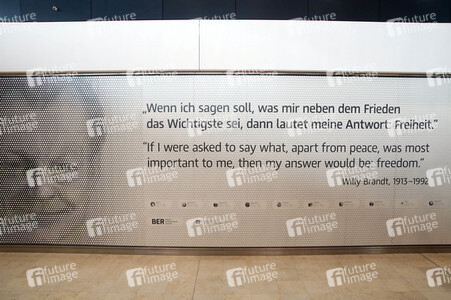 „Wenn ich sagen soll, was mir neben dem Frieden
das Wichtigste sei, dann lautet meine Antwort: Freiheit.”
“If I were asked to say what, apart from peace, was most
important to me, then my answer would be: freedom.”
Willy Brandt, 1913–1992
BER
future
image